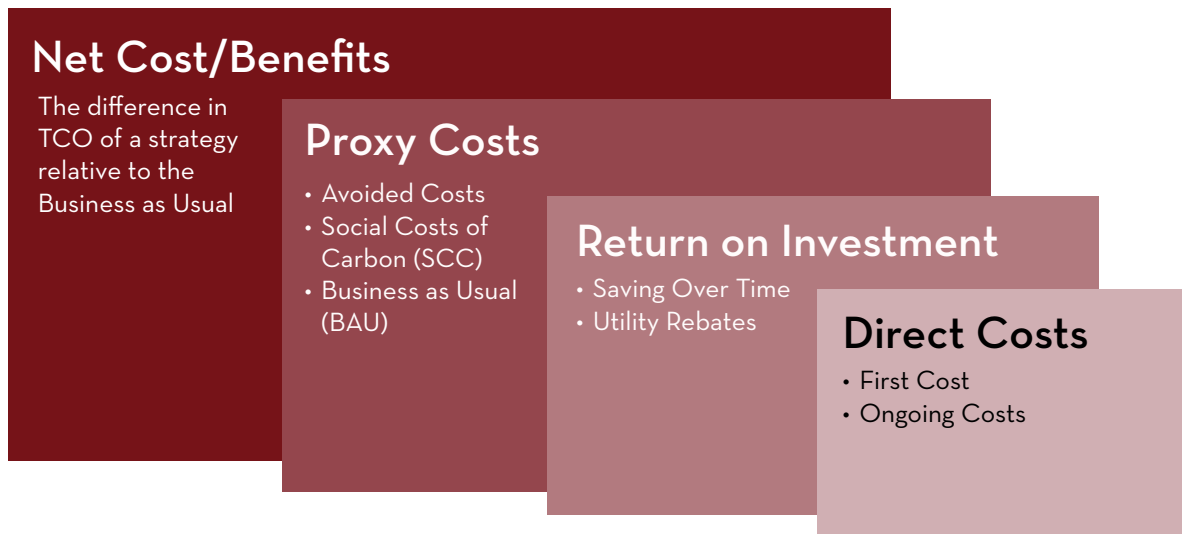 Net Cost/Benefits
The difference in
TCO of a strategy
relative to the
Business as Usual
Proxy Costs
• Avoided Costs
• Social Costs of
Carbon (SCC)
• Business as Usual
(BAU)
Return on Investment
• Saving Over Time
• Utility Rebates
Direct Costs
• First Cost
• Ongoing Costs